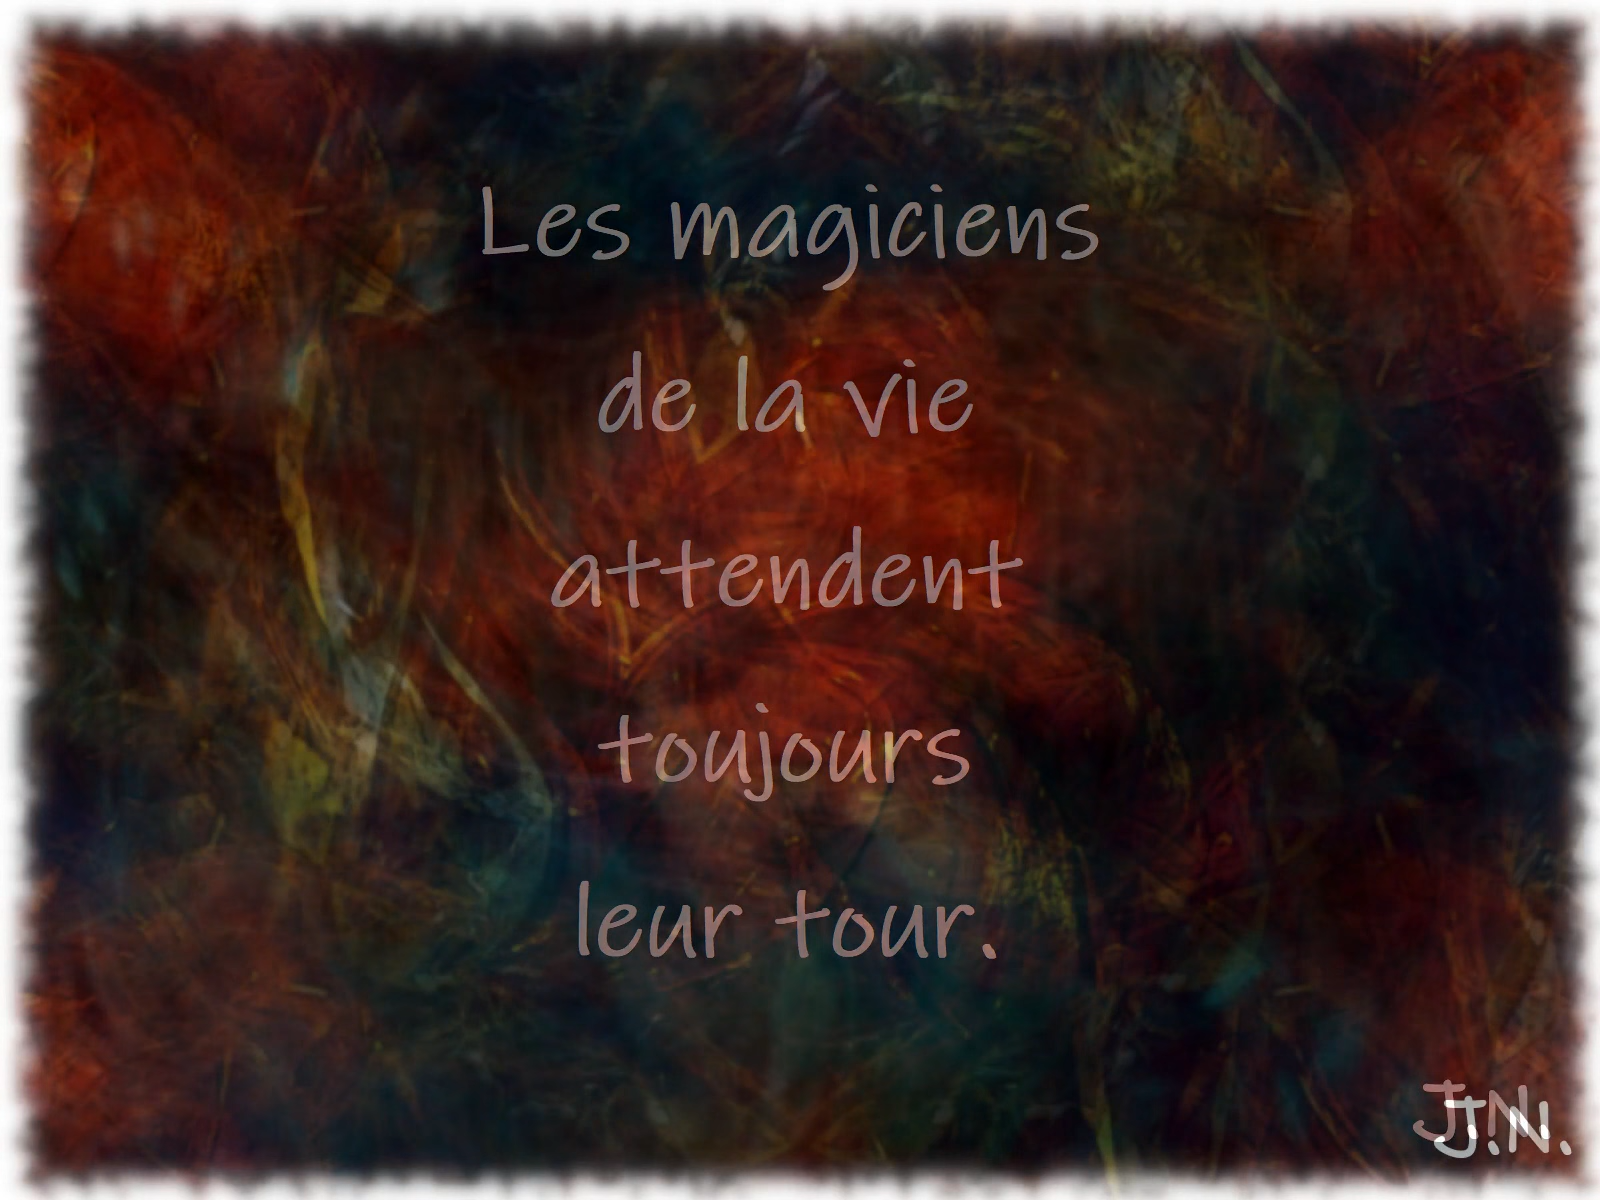 Les magiciens
de la vie
attendent
toujours
leur tour.
J.N.